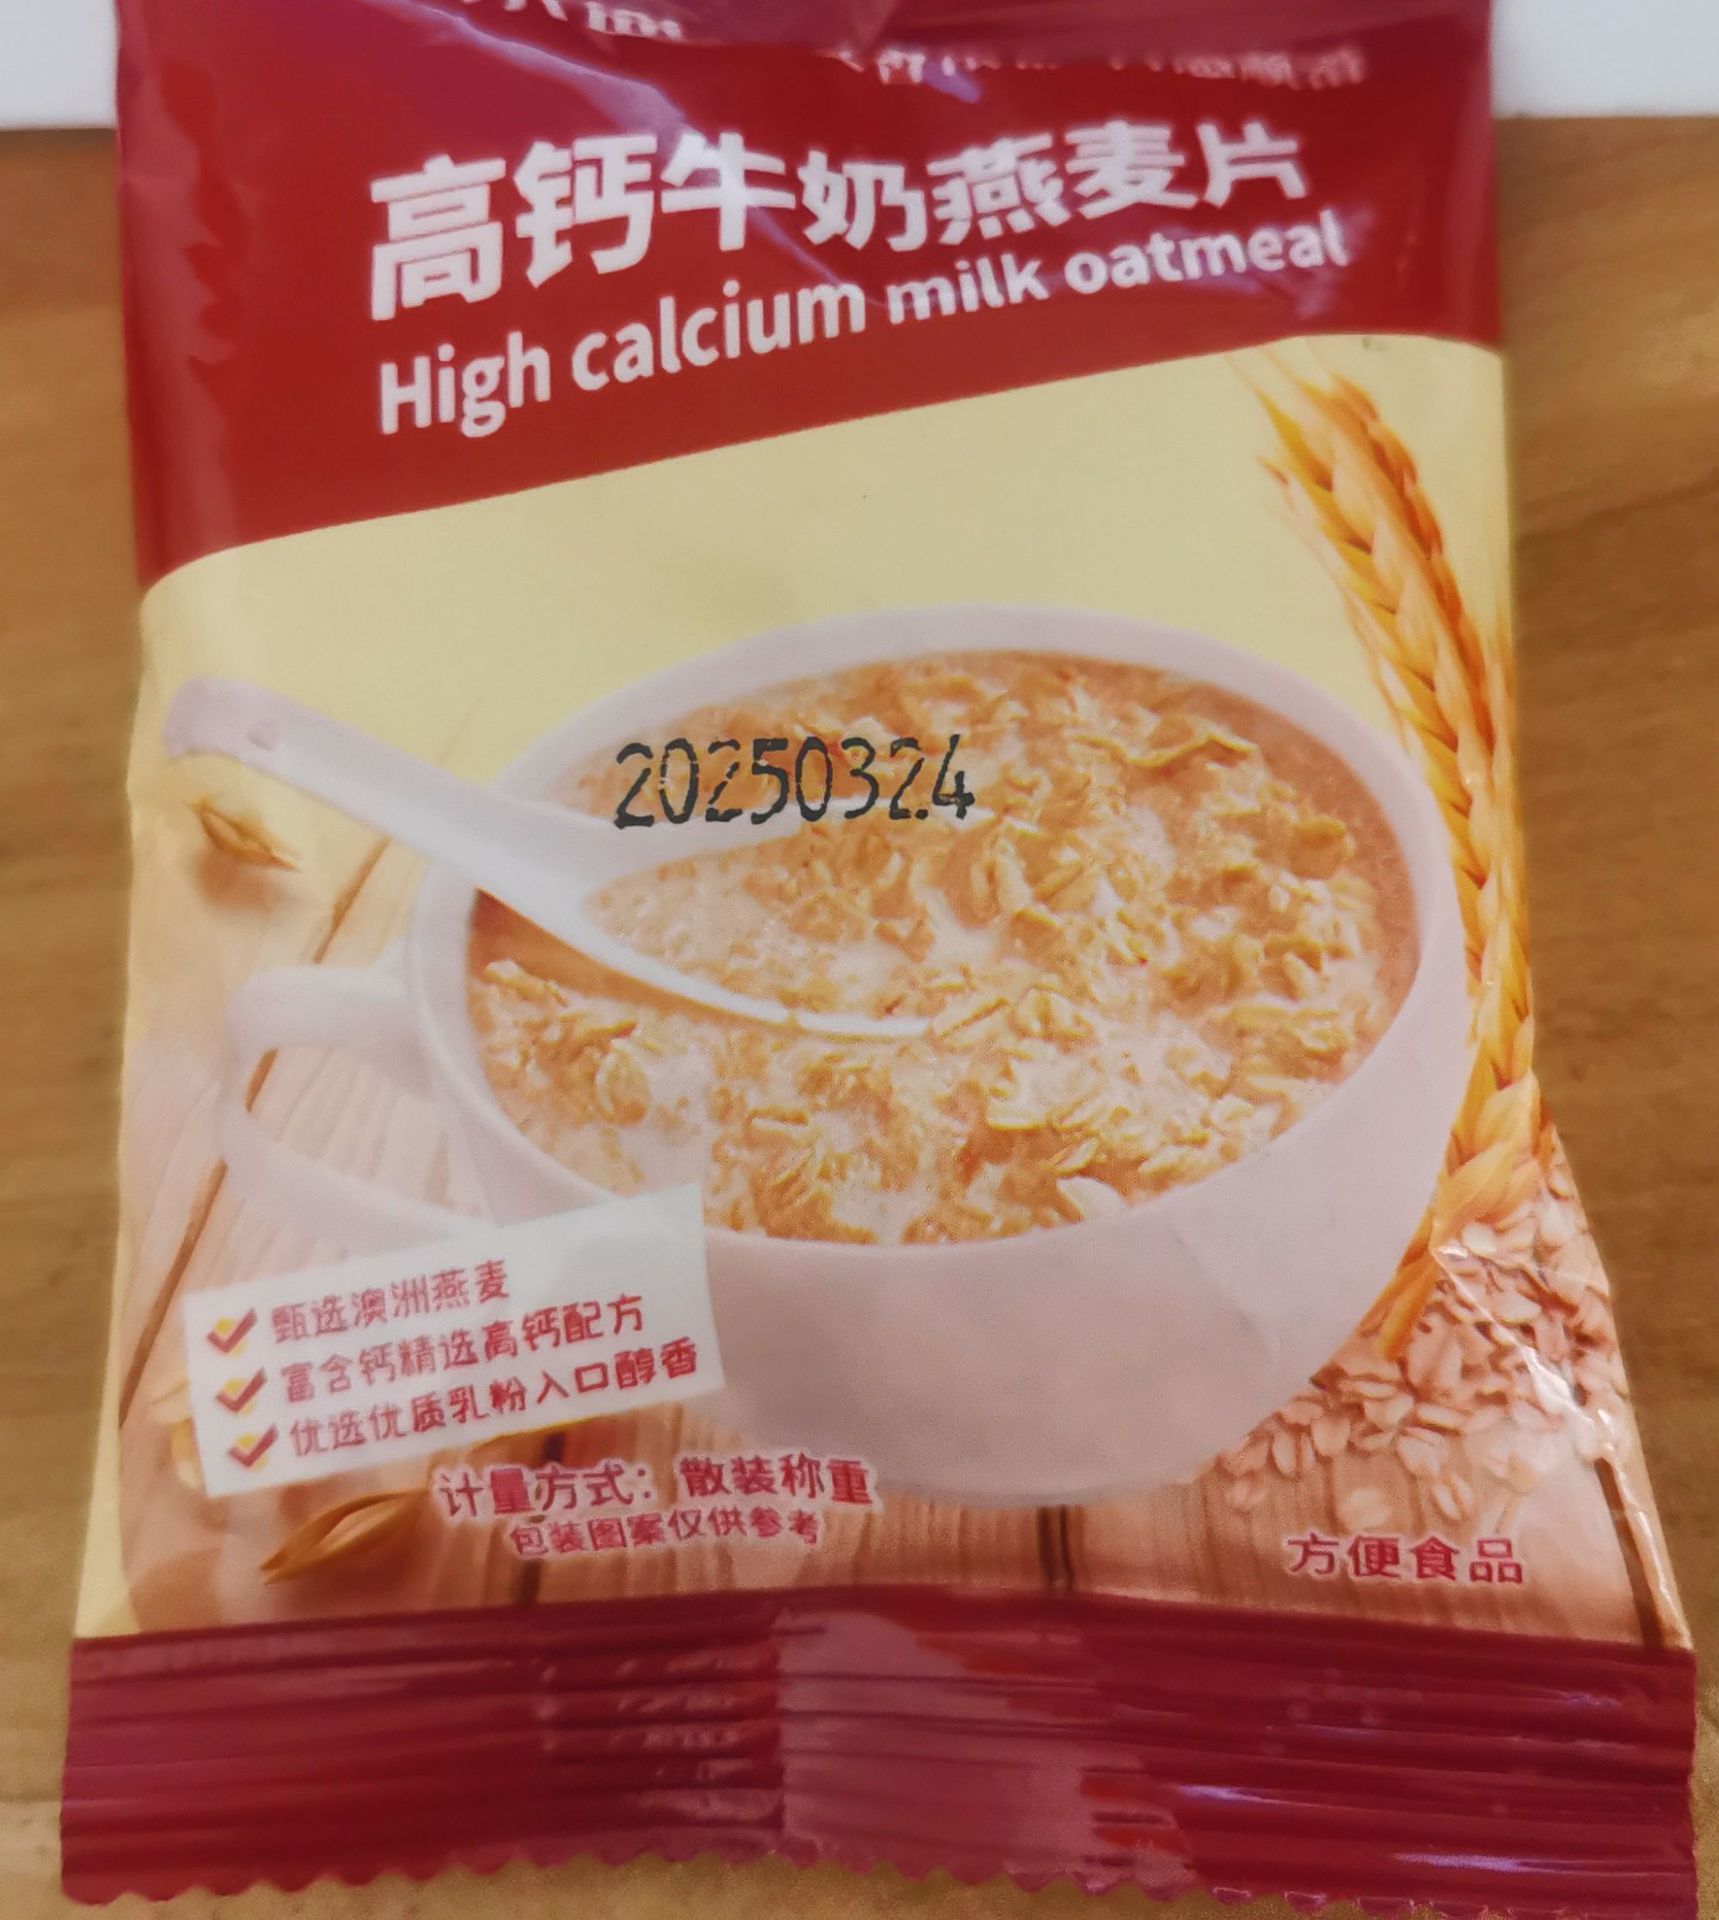 高钙牛奶燕麦片
High calcium milk oatmeal
20250324
甄选澳洲燕麦
富含钙精选高钙配方
优选优质乳粉入口醇香
计量方式：散装称重
包装图案仅供参考
方便食品